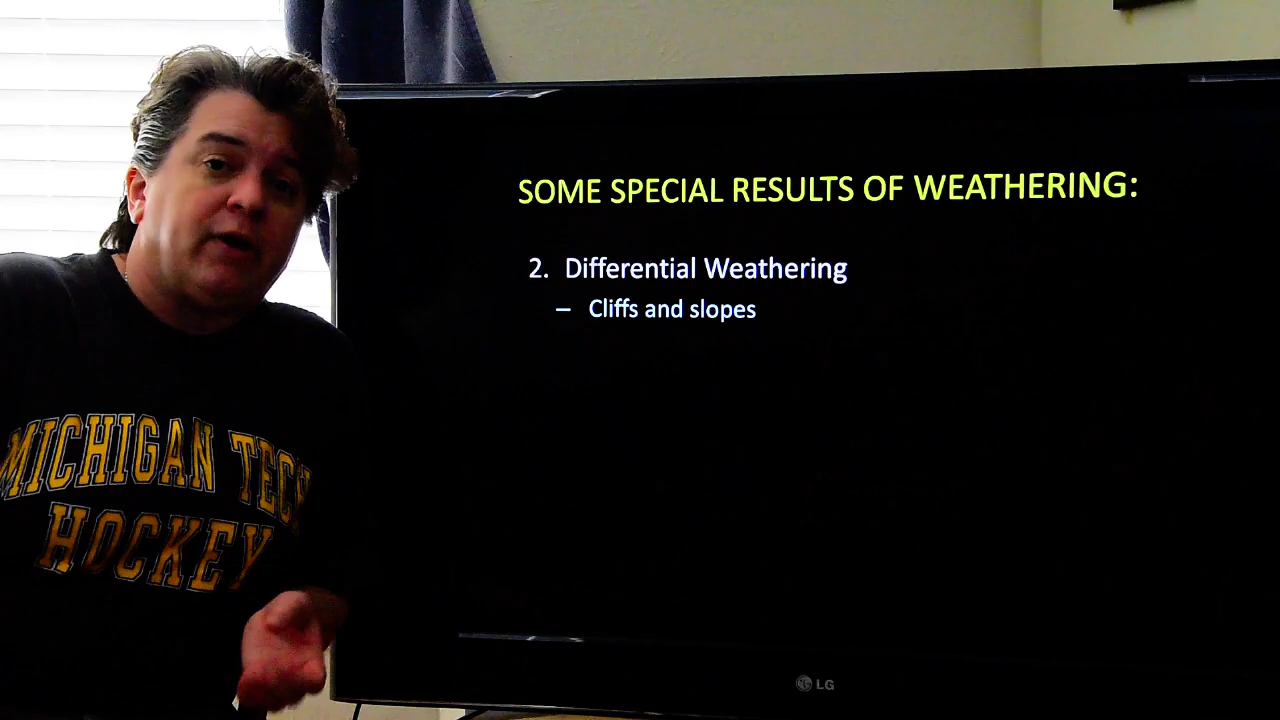 SOME SPECIAL RESULTS OF WEATHERING:
2. Differential Weathering
– Cliffs and slopes
MICHIGAN TECH
HOCKEY
LG